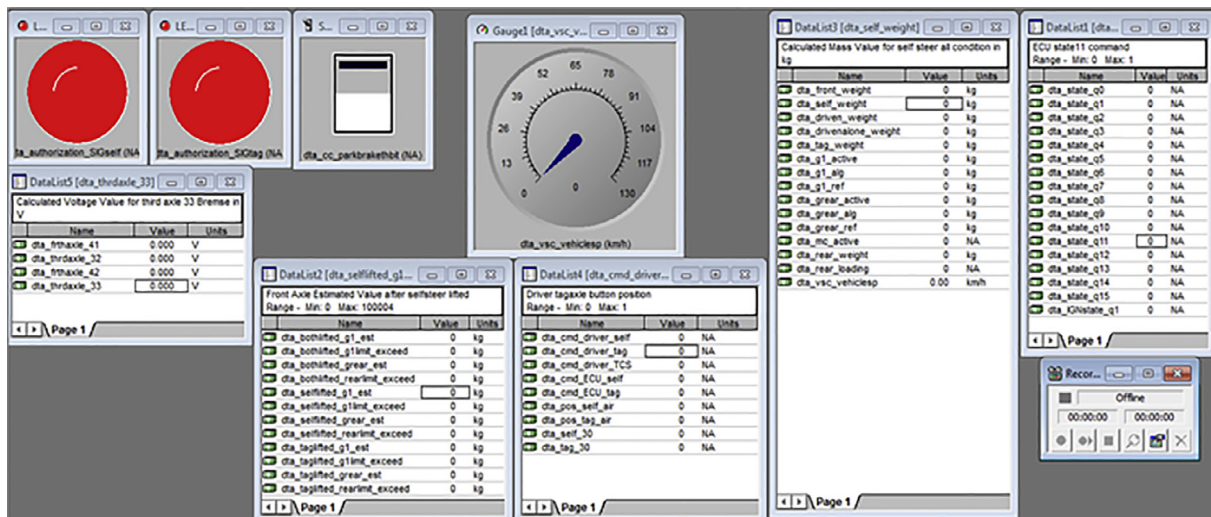 L...
LE...
S...
ta_authorization_SIGself (NA
ta_authorization_SIGtag (NA
dta_cc_parkbrakethbit (NA)
Gauge1 [dta_vsc_v...
0
13
26
39
52
65
78
91
104
117
130
0
dta_vsc_vehiclesp (km/h)
DataList3 [dta_self_weight]
Calculated Mass Value for self steer all condition in
kg
Name Value Units
dta_front_weight 0 kg
dta_self_weight 0 kg
dta_driven_weight 0 kg
dta_drivenalone_weight 0 kg
dta_tag_weight 0 kg
dta_g1_active 0 kg
dta_g1_alg 0 kg
dta_g1_ref 0 kg
dta_grear_active 0 kg
dta_grear_alg 0 kg
dta_grear_ref 0 kg
dta_mc_active 0 NA
dta_rear_weight 0 kg
dta_rear_loading 0 NA
dta_vsc_vehiclesp 0.00 km/h
Page 1
DataList1 [dta...
ECU state11 command
Range - Min: 0 Max: 1
Name Value Units
dta_state_q0 0 NA
dta_state_q1 0 NA
dta_state_q2 0 NA
dta_state_q3 0 NA
dta_state_q4 0 NA
dta_state_q5 0 NA
dta_state_q6 0 NA
dta_state_q7 0 NA
dta_state_q8 0 NA
dta_state_q9 0 NA
dta_state_q10 0 NA
dta_state_q11 0 NA
dta_state_q12 0 NA
dta_state_q13 0 NA
dta_state_q14 0 NA
dta_state_q15 0 NA
dta_IGNstate_q1 0 NA
Page 1
DataList5 [dta_thrdaxle_33]
Calculated Voltage Value for third axle 33 Bremse in
V
Name Value Units
dta_frthaxle_41 0.000 V
dta_thrdaxle_32 0.000 V
dta_frthaxle_42 0.000 V
dta_thrdaxle_33 0.000 V
Page 1
DataList2 [dta_selflifted_g1...
Front Axle Estimated Value after selfsteer lifted
Range - Min: 0 Max: 100004
Name Value Units
dta_bothlifted_g1_est 0 kg
dta_bothlifted_g1limit_exceed 0 kg
dta_bothlifted_grear_est 0 kg
dta_bothlifted_rearlimit_exceed 0 kg
dta_selflifted_g1_est 0 kg
dta_selflifted_g1limit_exceed 0 kg
dta_selflifted_grear_est 0 kg
dta_selflifted_rearlimit_exceed 0 kg
dta_taglifted_g1_est 0 kg
dta_taglifted_g1limit_exceed 0 kg
dta_taglifted_grear_est 0 kg
dta_taglifted_rearlimit_exceed 0 kg
Page 1
DataList4 [dta_cmd_driver...
Driver tagaxle button position
Range - Min: 0 Max: 1
Name Value Units
dta_cmd_driver_self 0 NA
dta_cmd_driver_tag 0 NA
dta_cmd_driver_TCS 0 NA
dta_cmd_ECU_self 0 NA
dta_cmd_ECU_tag 0 NA
dta_pos_self_air 0 NA
dta_pos_tag_air 0 NA
dta_self_30 0 NA
dta_tag_30 0 NA
Page 1
Recor...
Offline
00:00:00 00:00:00